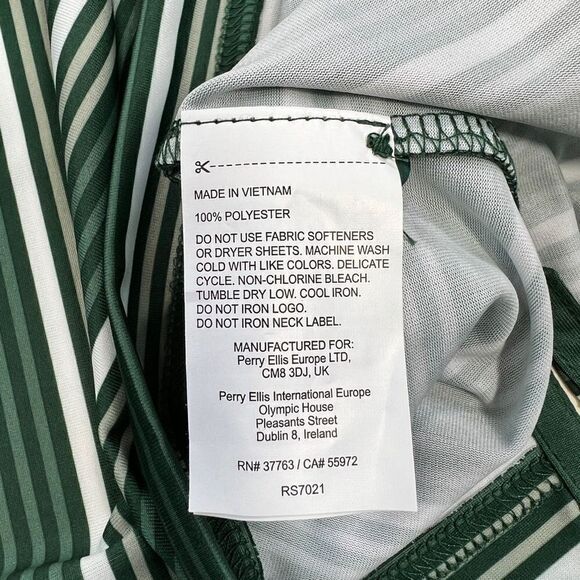 MADE IN VIETNAM
100% POLYESTER
DO NOT USE FABRIC SOFTENERS
OR DRYER SHEETS. MACHINE WASH
COLD WITH LIKE COLORS. DELICATE
CYCLE. NON-CHLORINE BLEACH.
TUMBLE DRY LOW. COOL IRON.
DO NOT IRON LOGO.
DO NOT IRON NECK LABEL.
MANUFACTURED FOR:
Perry Ellis Europe LTD,
CM8 3DJ, UK
Perry Ellis International Europe
Olympic House
Pleasants Street
Dublin 8, Ireland
RN# 37763 / CA# 55972
RS7021